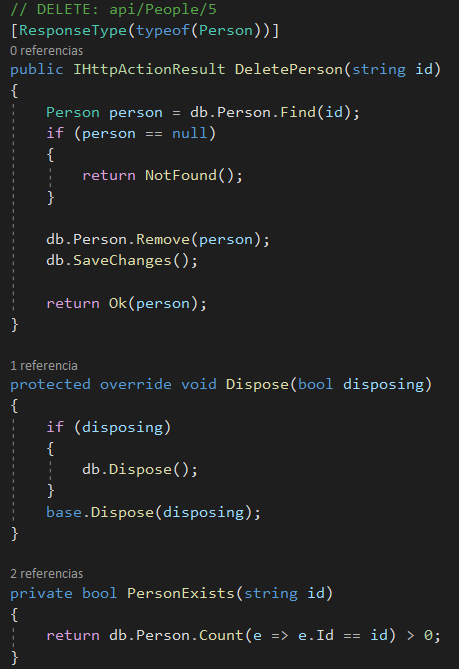 // DELETE: api/People/5
[ResponseType(typeof(Person))]
0 referencias
public IHttpActionResult DeletePerson(string id)
{
    Person person = db.Person.Find(id);
    if (person == null)
    {
        return NotFound();
    }
    db.Person.Remove(person);
    db.SaveChanges();
    return Ok(person);
}
1 referencia
protected override void Dispose(bool disposing)
{
    if (disposing)
    {
        db.Dispose();
    }
    base.Dispose(disposing);
}
2 referencias
private bool PersonExists(string id)
{
    return db.Person.Count(e => e.Id == id) > 0;
}